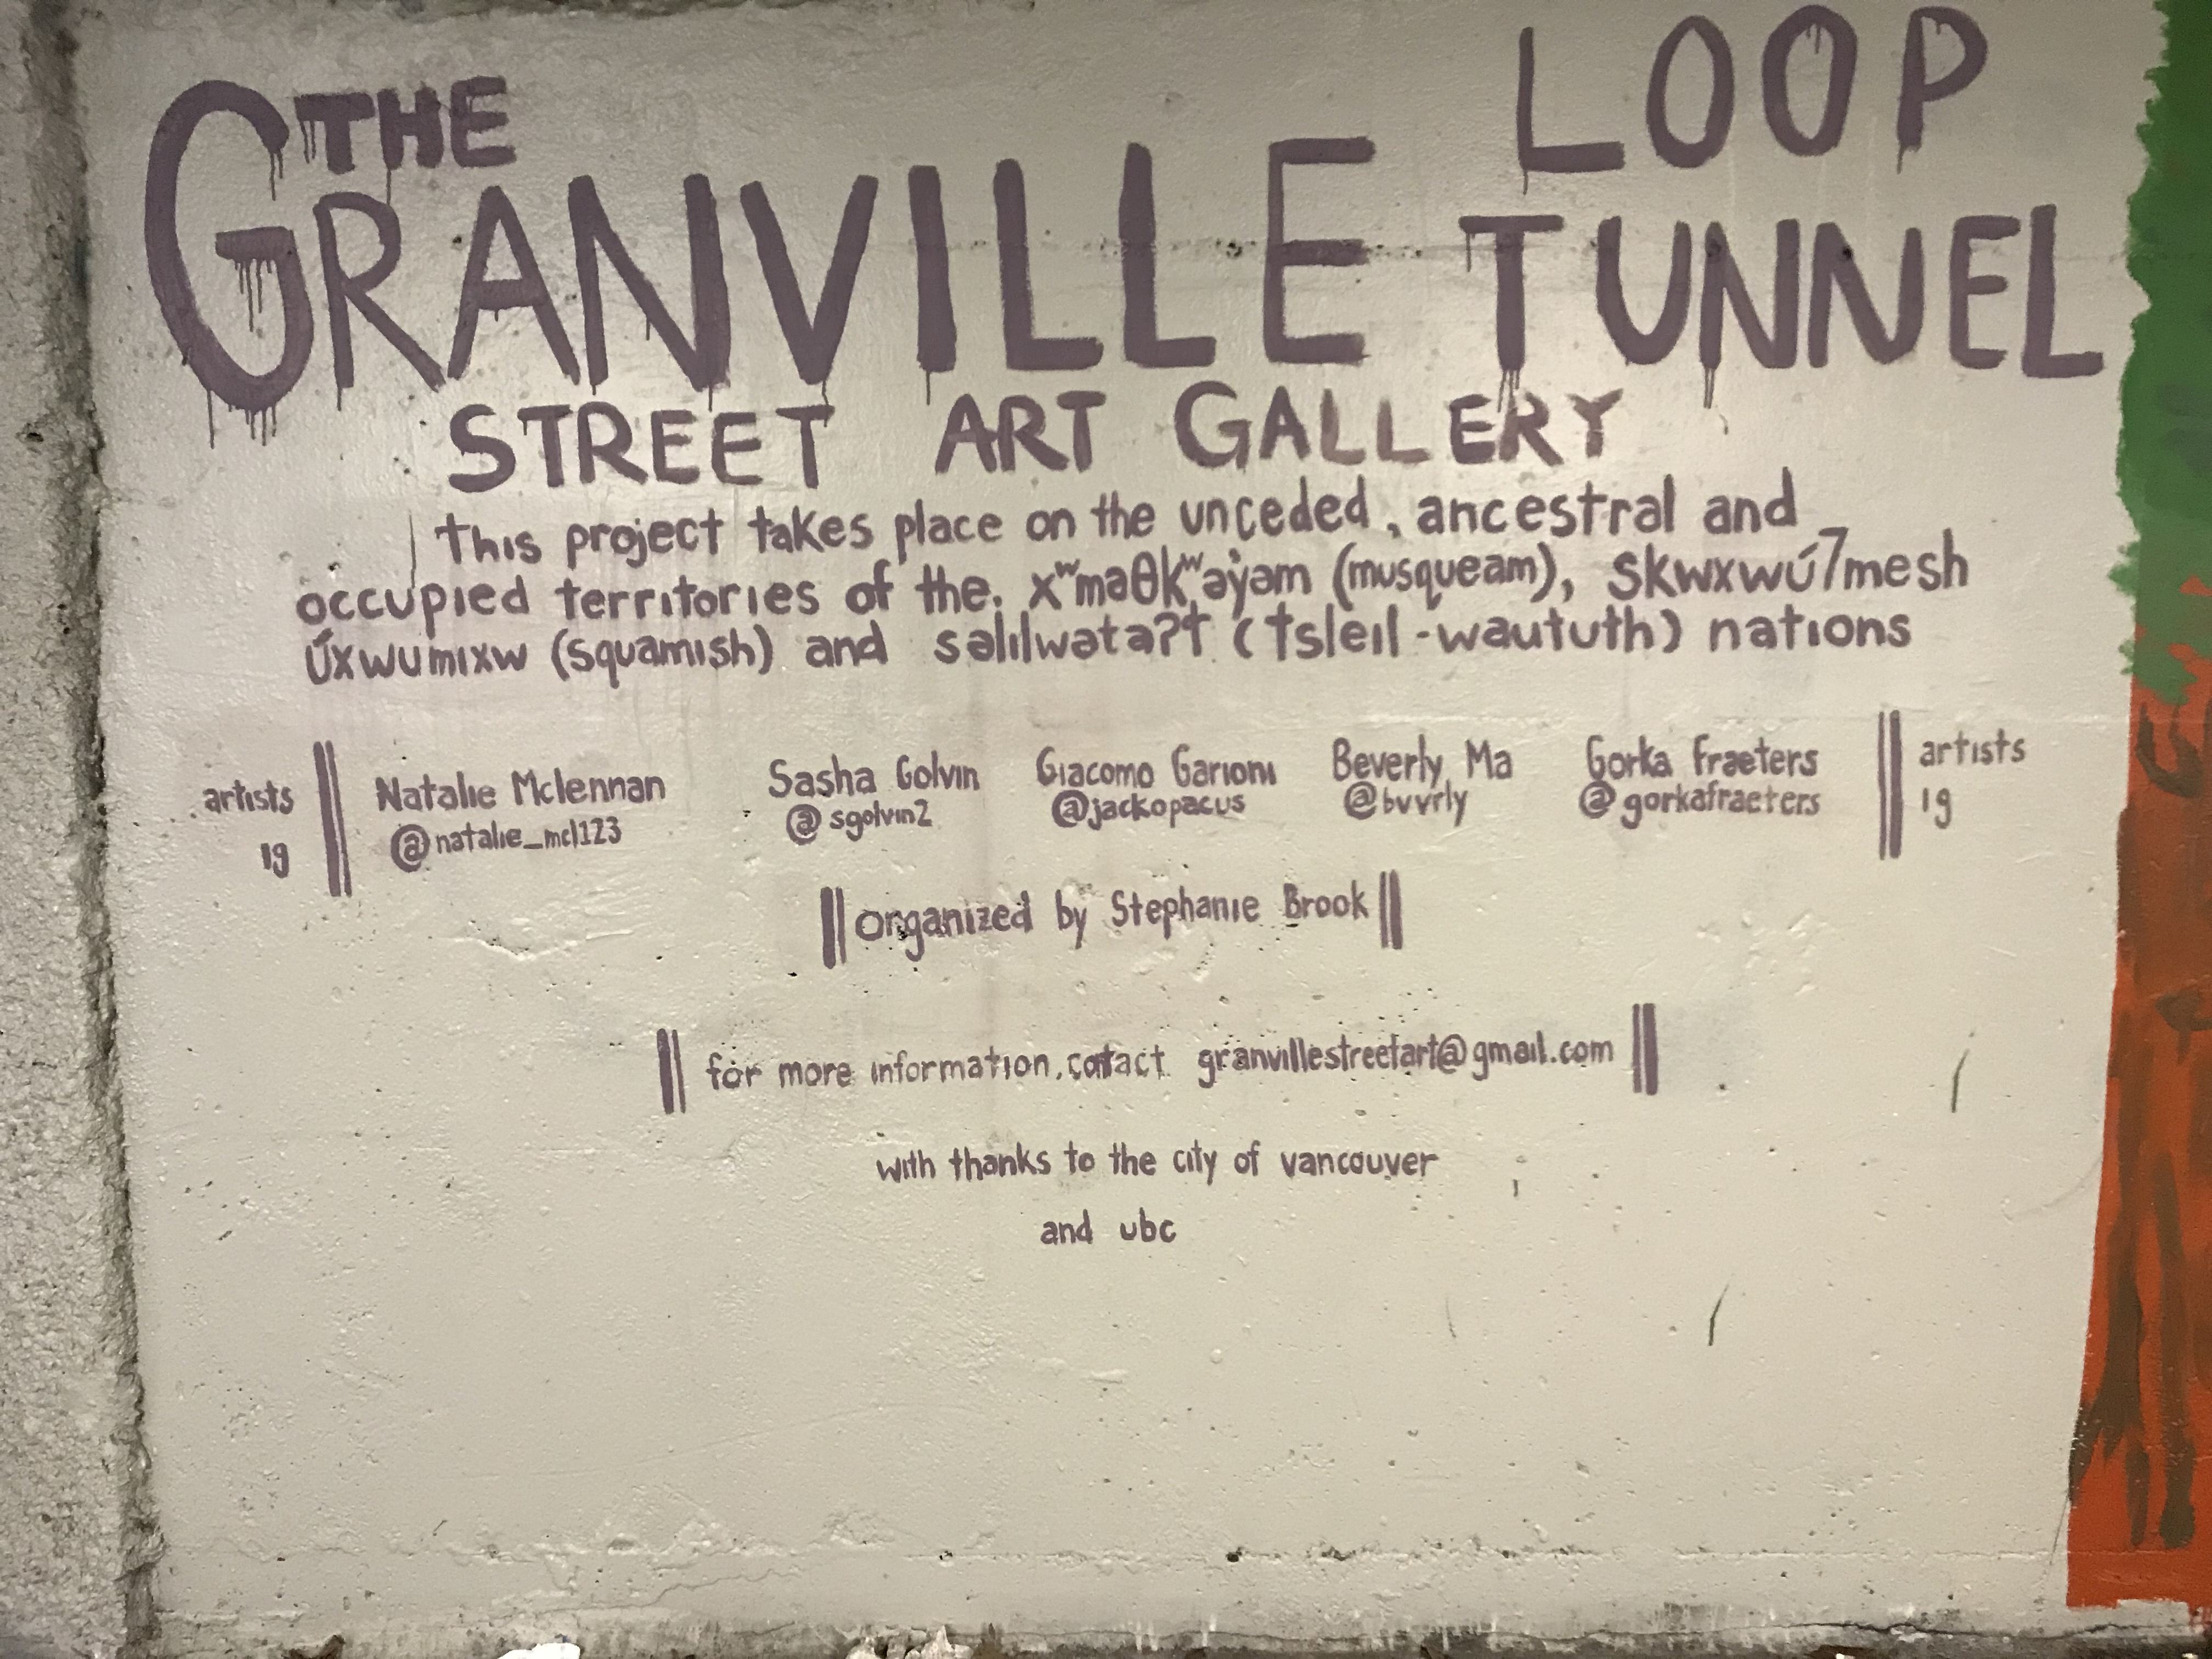 THE
GRANVILLE LOOP TUNNEL
STREET ART GALLERY
This project takes place on the unceded, ancestral and
occupied territories of the. xʷmaθkʷəy̓əm (musqueam), Skwxwú7mesh
Úxwumixw (squamish) and səlilwətaʔɬ (tsleil-waututh) nations
artists || Natalie Mclennan Sasha Golvin Giacomo Garioni Beverly Ma Gorka fraeters || artists
ig @natalie_mcl123 @sgolvin2 @jackopacus @bvvrly @gorkafraeters ig
|| organized by Stephanie Brook ||
|| for more information, contact granvillestreetart@gmail.com ||
with thanks to the city of vancouver
and ubc